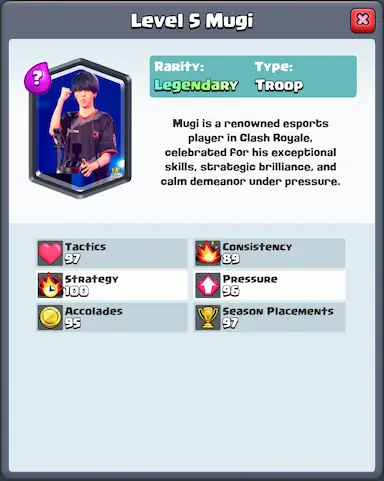 Level 5 Mugi
?
Rarity: Type:
Legendary Troop
Mugi is a renowned esports
player in Clash Royale,
celebrated for his exceptional
skills, strategic brilliance, and
calm demeanor under pressure.
Tactics
97
Consistency
89
Strategy
100
Pressure
96
Accolades
95
Season Placements
97